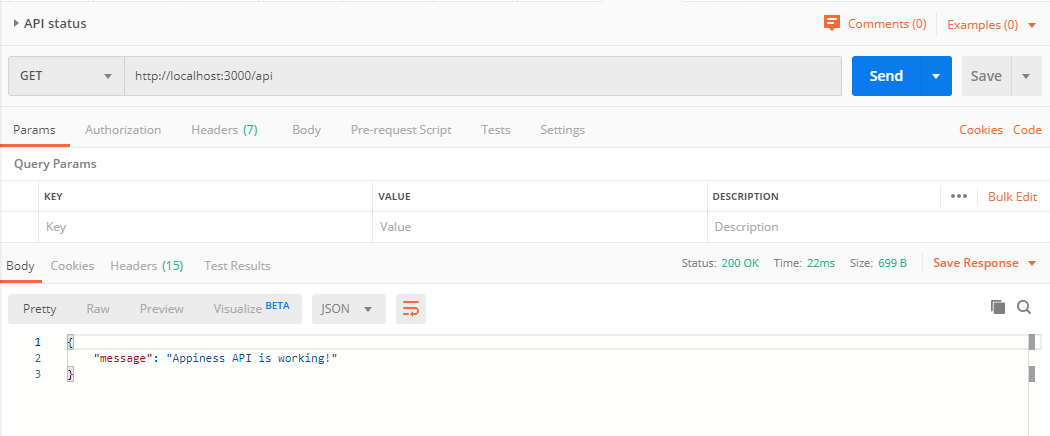 API status Comments (0) Examples (0)
GET http://localhost:3000/api Send Save
Params Authorization Headers (7) Body Pre-request Script Tests Settings Cookies Code
Query Params
KEY VALUE DESCRIPTION ••• Bulk Edit
Key Value Description
Body Cookies Headers (15) Test Results Status: 200 OK Time: 22ms Size: 699 B Save Response
Pretty Raw Preview Visualize BETA JSON
1 {
2 "message": "Appiness API is working!"
3 }